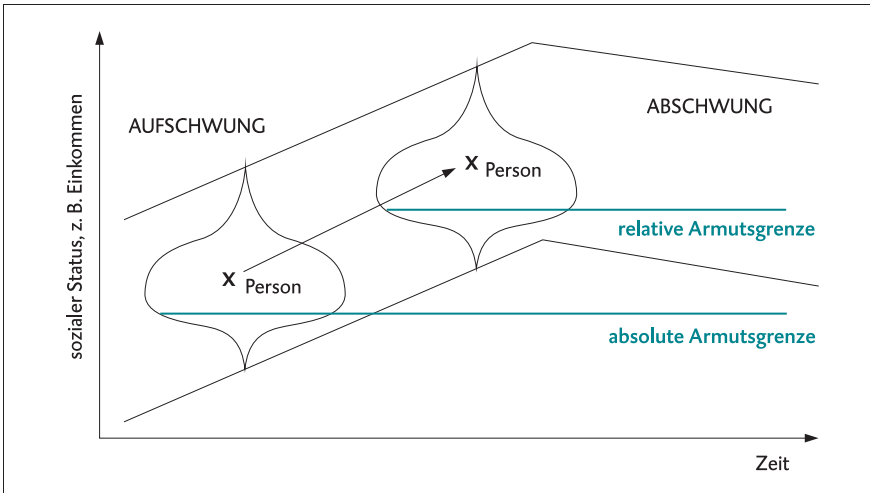 sozialer Status, z. B. Einkommen
AUFSCHWUNG
ABSCHWUNG
X Person
relative Armutsgrenze
X Person
absolute Armutsgrenze
Zeit